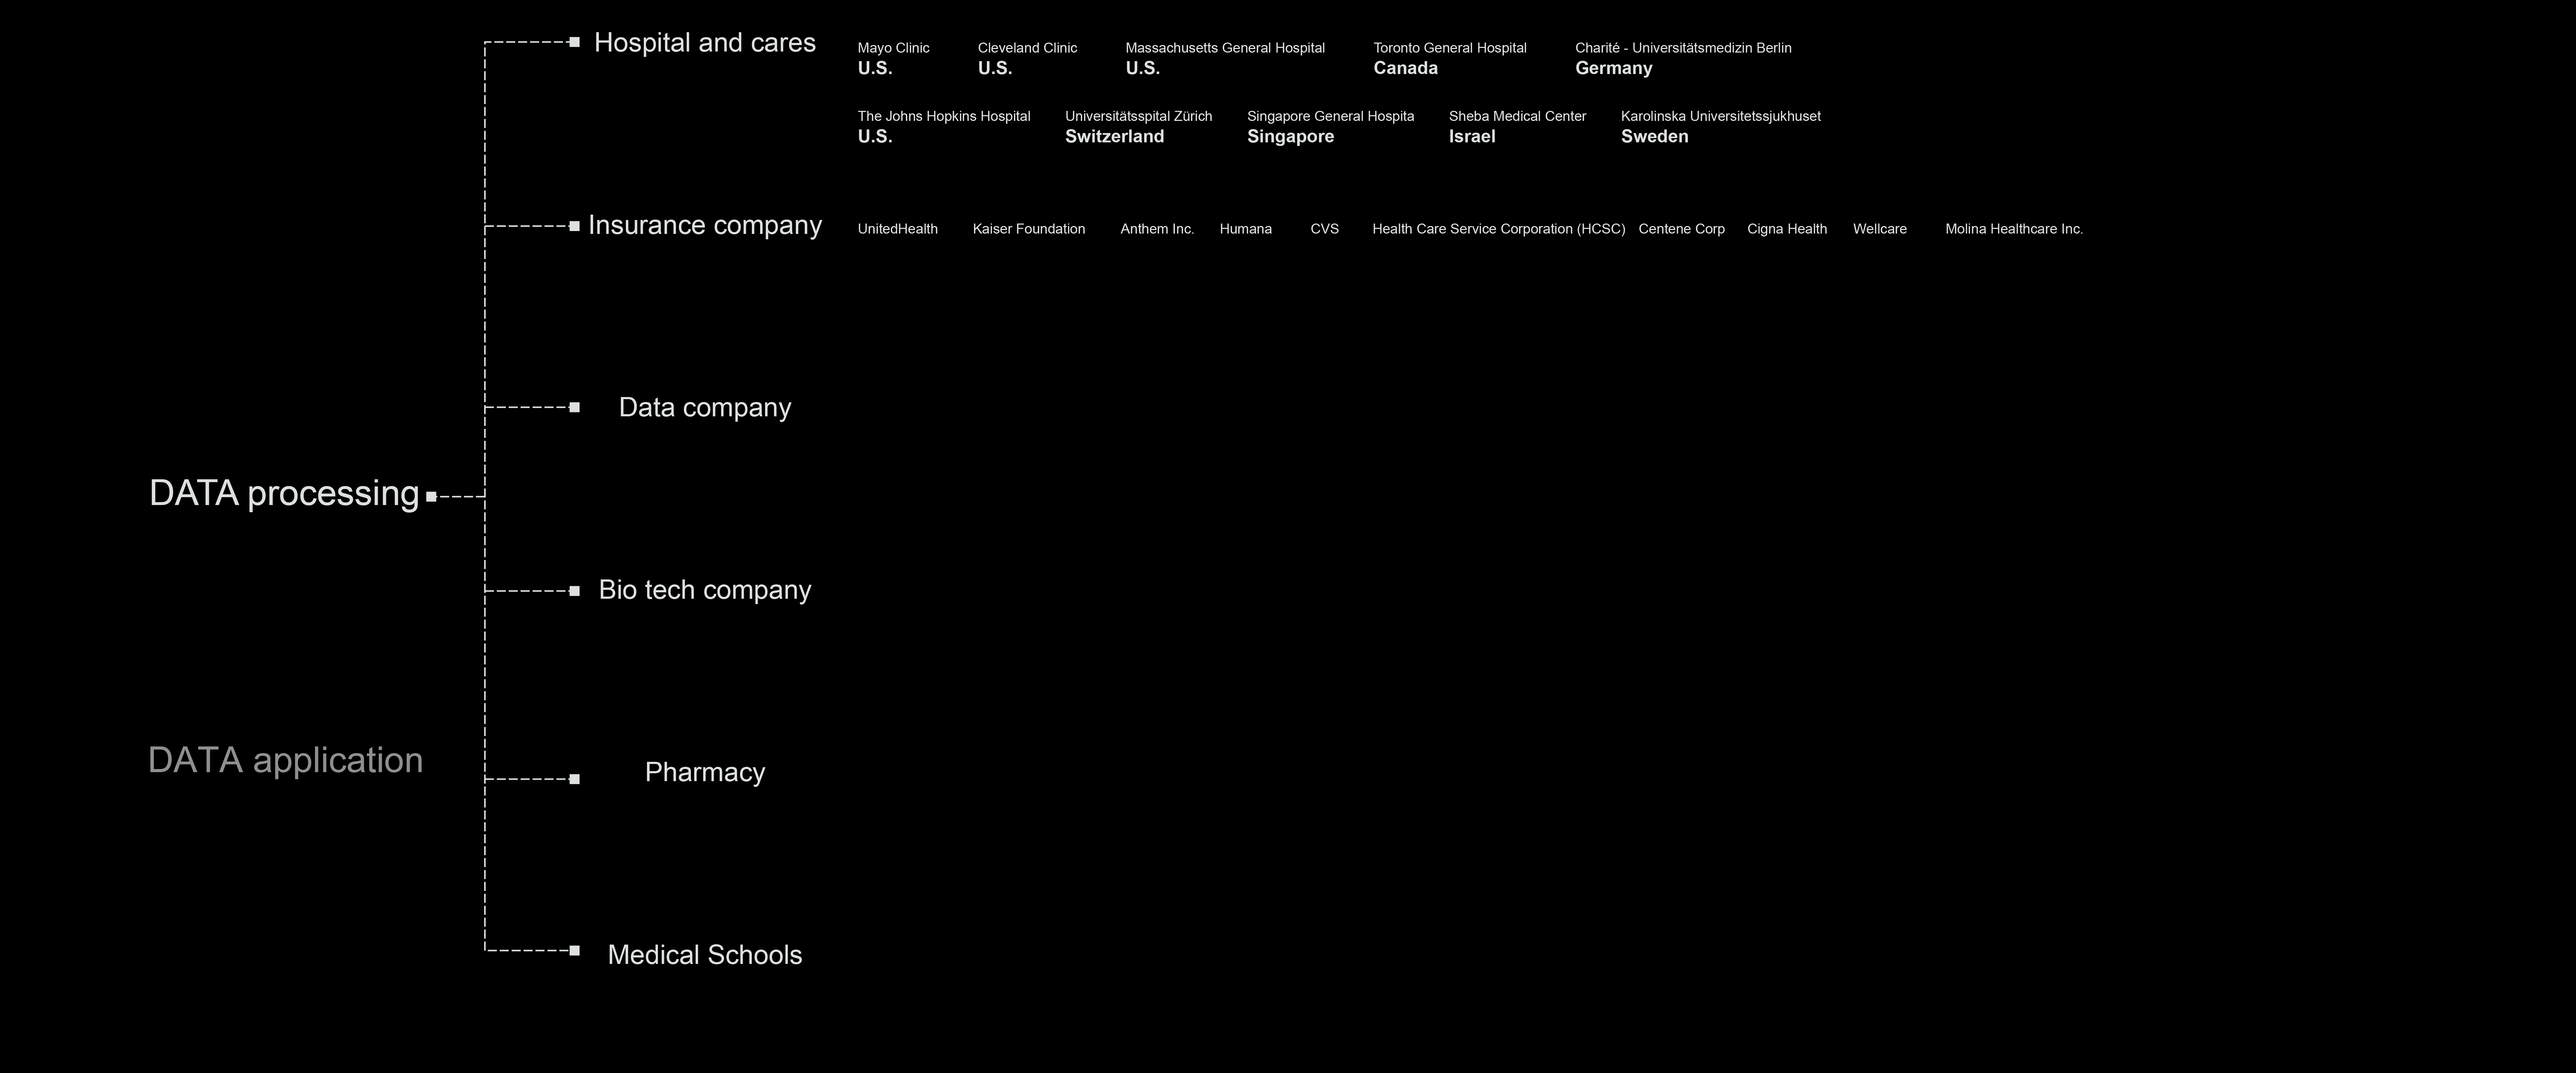 Hospital and cares
Mayo Clinic Cleveland Clinic Massachusetts General Hospital Toronto General Hospital Charité - Universitätsmedizin Berlin
U.S. U.S. U.S. Canada Germany
The Johns Hopkins Hospital Universitätsspital Zürich Singapore General Hospita Sheba Medical Center Karolinska Universitetssjukhuset
U.S. Switzerland Singapore Israel Sweden
Insurance company
UnitedHealth Kaiser Foundation Anthem Inc. Humana CVS Health Care Service Corporation (HCSC) Centene Corp Cigna Health Wellcare Molina Healthcare Inc.
Data company
DATA processing
Bio tech company
DATA application
Pharmacy
Medical Schools